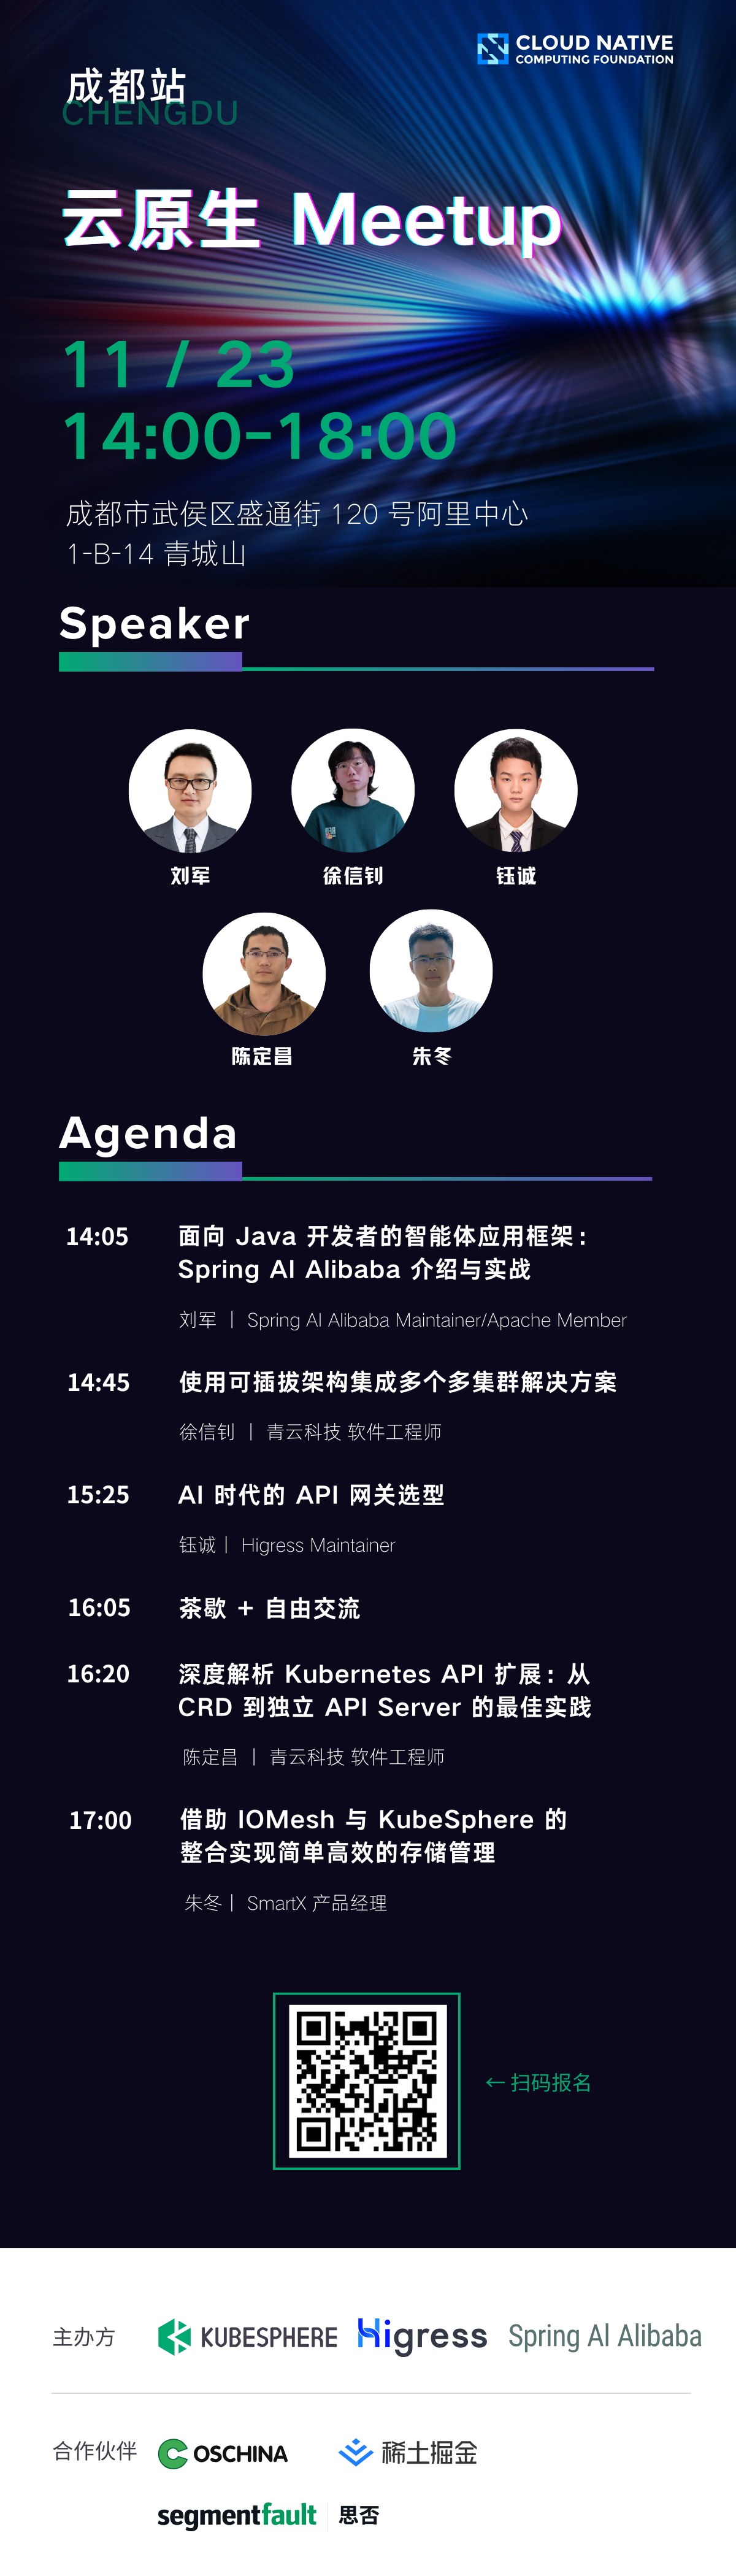 CLOUD NATIVE
COMPUTING FOUNDATION
成都站
CHENGDU
云原生 Meetup
11 / 23
14:00-18:00
成都市武侯区盛通街 120 号阿里中心
1-B-14 青城山
Speaker
刘军
徐信钊
钰诚
陈定昌
朱冬
Agenda
14:05
面向 Java 开发者的智能体应用框架：
Spring AI Alibaba 介绍与实战
刘军 | Spring AI Alibaba Maintainer/Apache Member
14:45
使用可插拔架构集成多个多集群解决方案
徐信钊 | 青云科技 软件工程师
15:25
AI 时代的 API 网关选型
钰诚 | Higress Maintainer
16:05
茶歇 + 自由交流
16:20
深度解析 Kubernetes API 扩展：从
CRD 到独立 API Server 的最佳实践
陈定昌 | 青云科技 软件工程师
17:00
借助 IOMesh 与 KubeSphere 的
整合实现简单高效的存储管理
朱冬 | SmartX 产品经理
← 扫码报名
主办方
KUBESPHERE
Higress
Spring AI Alibaba
合作伙伴
OSCHINA
稀土掘金
segmentfault | 思否